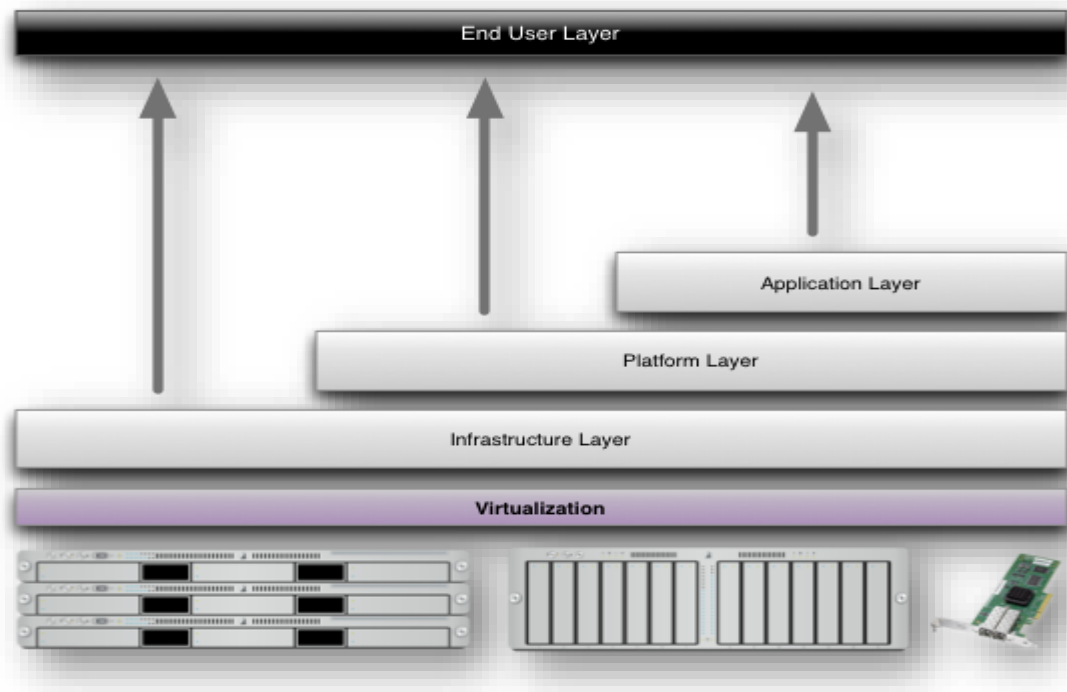 End User Layer
Application Layer
Platform Layer
Infrastructure Layer
Virtualization